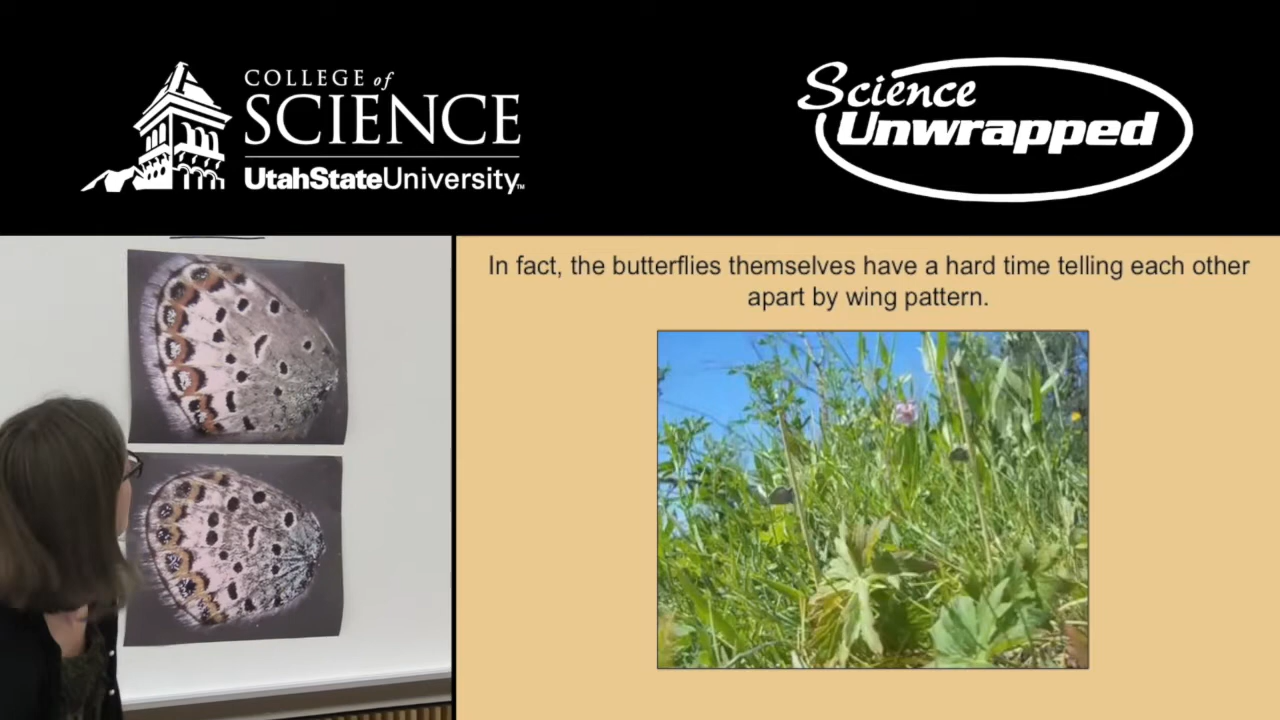 COLLEGE of
SCIENCE
UtahStateUniversity™
Science
Unwrapped
In fact, the butterflies themselves have a hard time telling each other
apart by wing pattern.